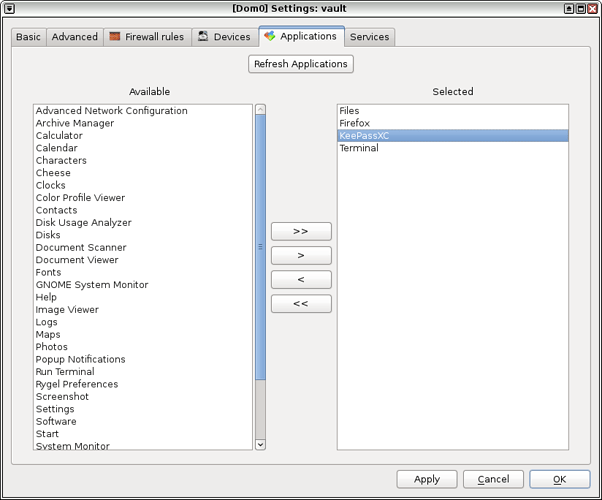 [Dom0] Settings: vault
Basic Advanced Firewall rules Devices Applications Services
Refresh Applications
Available
Advanced Network Configuration
Archive Manager
Calculator
Calendar
Characters
Cheese
Clocks
Color Profile Viewer
Contacts
Disk Usage Analyzer
Disks
Document Scanner
Document Viewer
Fonts
GNOME System Monitor
Help
Image Viewer
Logs
Maps
Photos
Popup Notifications
Run Terminal
Rygel Preferences
Screenshot
Settings
Software
Start
System Monitor
>>
>
<
<<
Selected
Files
Firefox
KeePassXC
Terminal
Apply Cancel OK